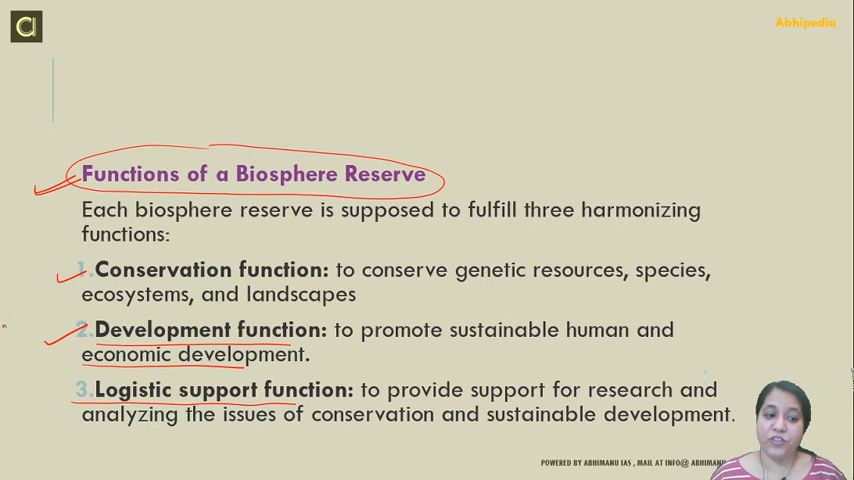 Abhipedia
Functions of a Biosphere Reserve
Each biosphere reserve is supposed to fulfill three harmonizing
functions:
1.Conservation function: to conserve genetic resources, species,
ecosystems, and landscapes
2.Development function: to promote sustainable human and
economic development.
3.Logistic support function: to provide support for research and
analyzing the issues of conservation and sustainable development.
POWERED BY ABHIMANU IAS , MAIL AT INFO@ ABHIMANU